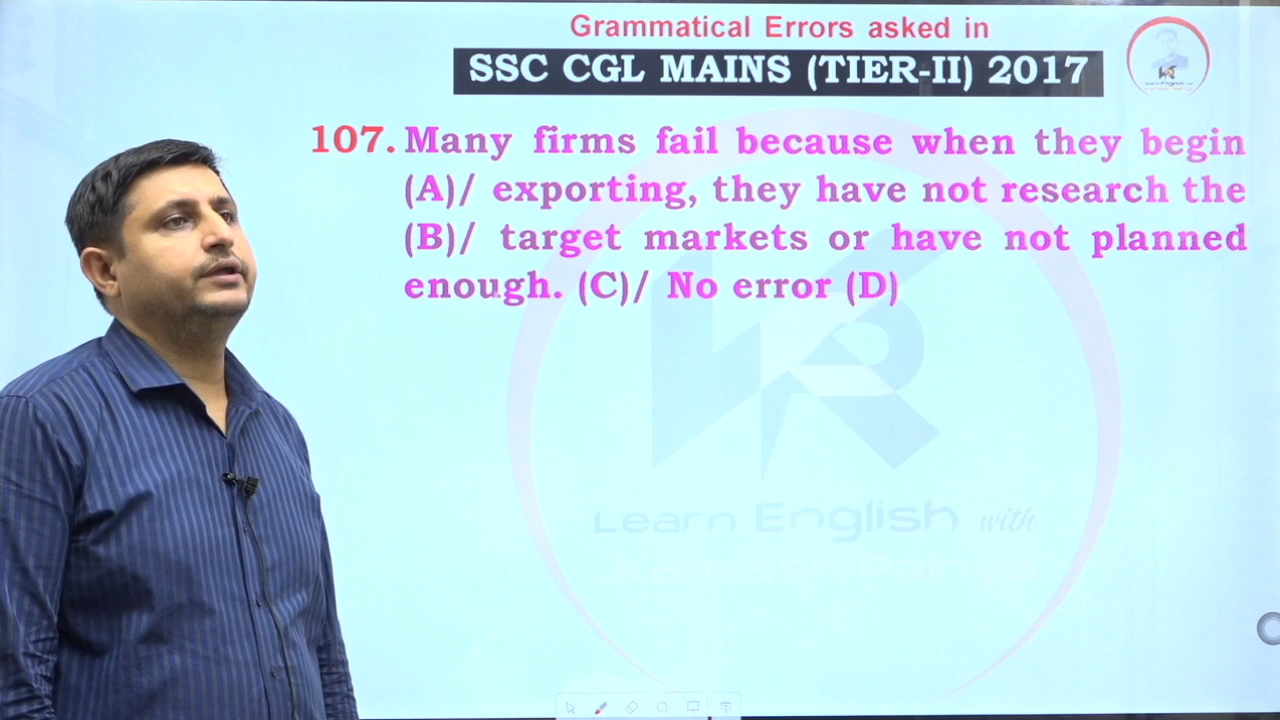 Grammatical Errors asked in
SSC CGL MAINS (TIER-II) 2017
107. Many firms fail because when they begin
(A)/ exporting, they have not research the
(B)/ target markets or have not planned
enough. (C)/ No error (D)
Learn English with